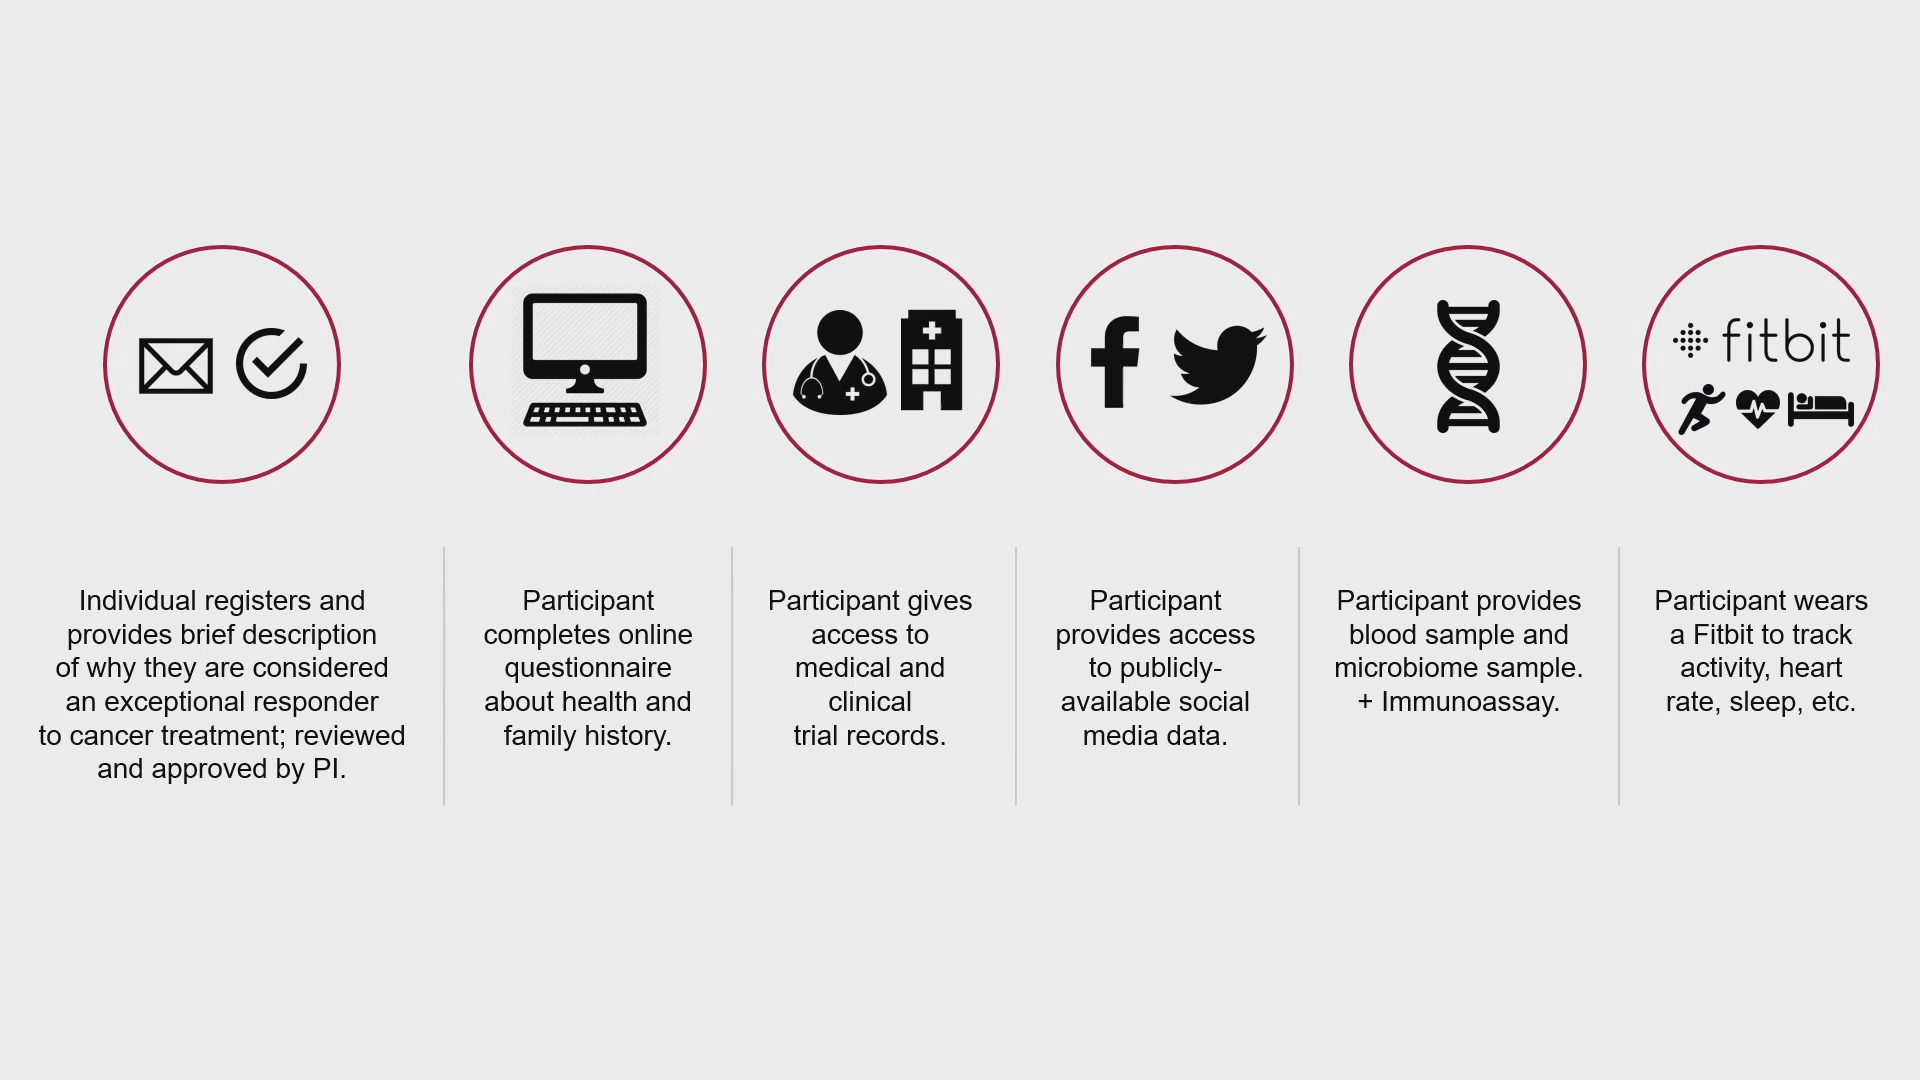 fitbit
Individual registers and
provides brief description
of why they are considered
an exceptional responder
to cancer treatment; reviewed
and approved by PI.
Participant
completes online
questionnaire
about health and
family history.
Participant gives
access to
medical and
clinical
trial records.
Participant
provides access
to publicly-
available social
media data.
Participant provides
blood sample and
microbiome sample.
+ Immunoassay.
Participant wears
a Fitbit to track
activity, heart
rate, sleep, etc.